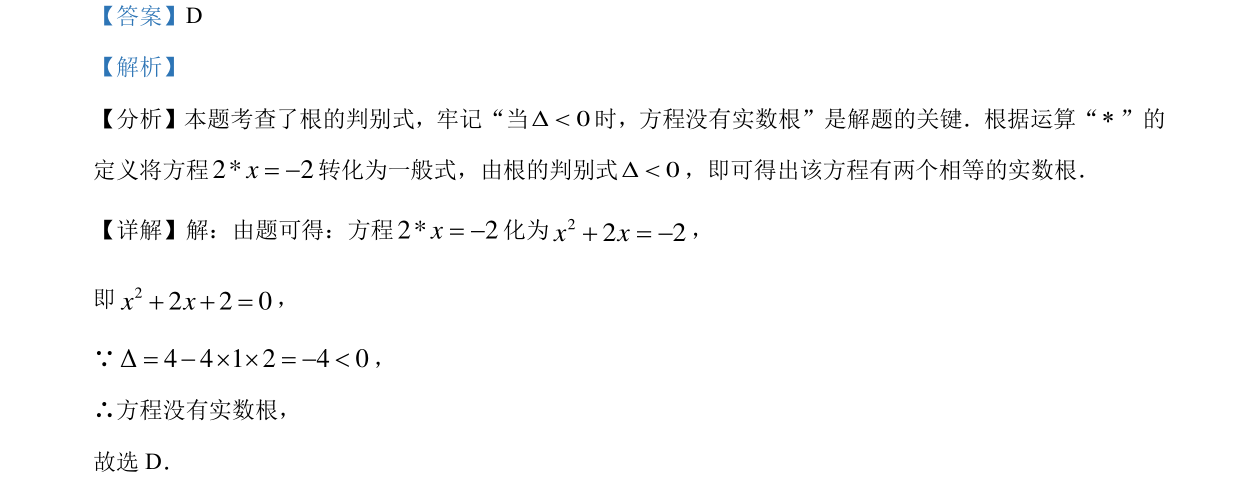 【答案】D
【解析】
【分析】本题考查了根的判别式，牢记“当Δ＜0时，方程没有实数根”是解题的关键．根据运算“*”的
定义将方程2*x=−2转化为一般式，由根的判别式Δ＜0，即可得出该方程有两个相等的实数根．
【详解】解：由题可得：方程2*x=−2化为x²+2x=−2，
即x²+2x+2=0，
∵Δ=4−4×1×2=−4<0，
∴方程没有实数根，
故选 D．